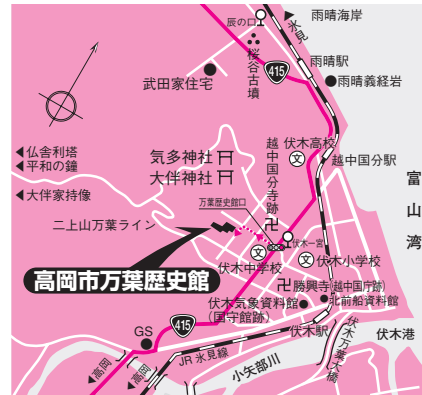 辰の口
雨晴海岸
氷見
桜谷古墳
雨晴駅
415
雨晴義経岩
武田家住宅
伏木高校
文
越中国分駅
仏舎利塔
平和の鐘
気多神社
大伴神社
越中国分寺跡
大伴家持像
富山湾
万葉歴史館口
二上山万葉ライン
伏木一宮
文
伏木中学校
文
伏木小学校
高岡市万葉歴史館
勝興寺(越中国庁跡)
伏木気象資料館
(国守館跡)
北前船資料館
415
GS
伏木駅
伏木港
伏木万葉大橋
JR 氷見線
小矢部川
高岡
高岡